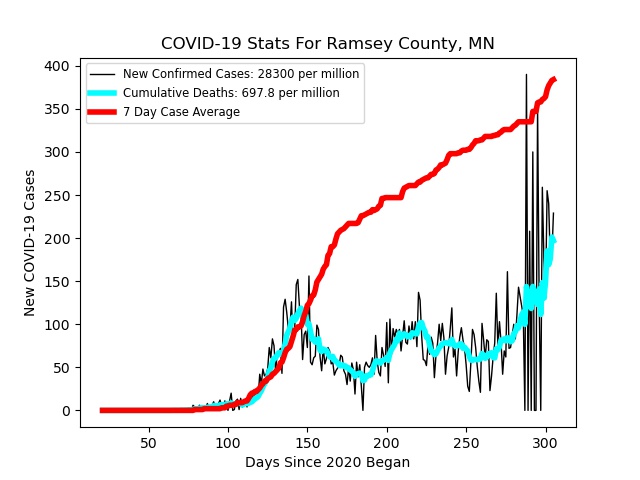 COVID-19 Stats For Ramsey County, MN
New Confirmed Cases: 28300 per million
Cumulative Deaths: 697.8 per million
7 Day Case Average
New COVID-19 Cases
400
350
300
250
200
150
100
50
0
50 100 150 200 250 300
Days Since 2020 Began